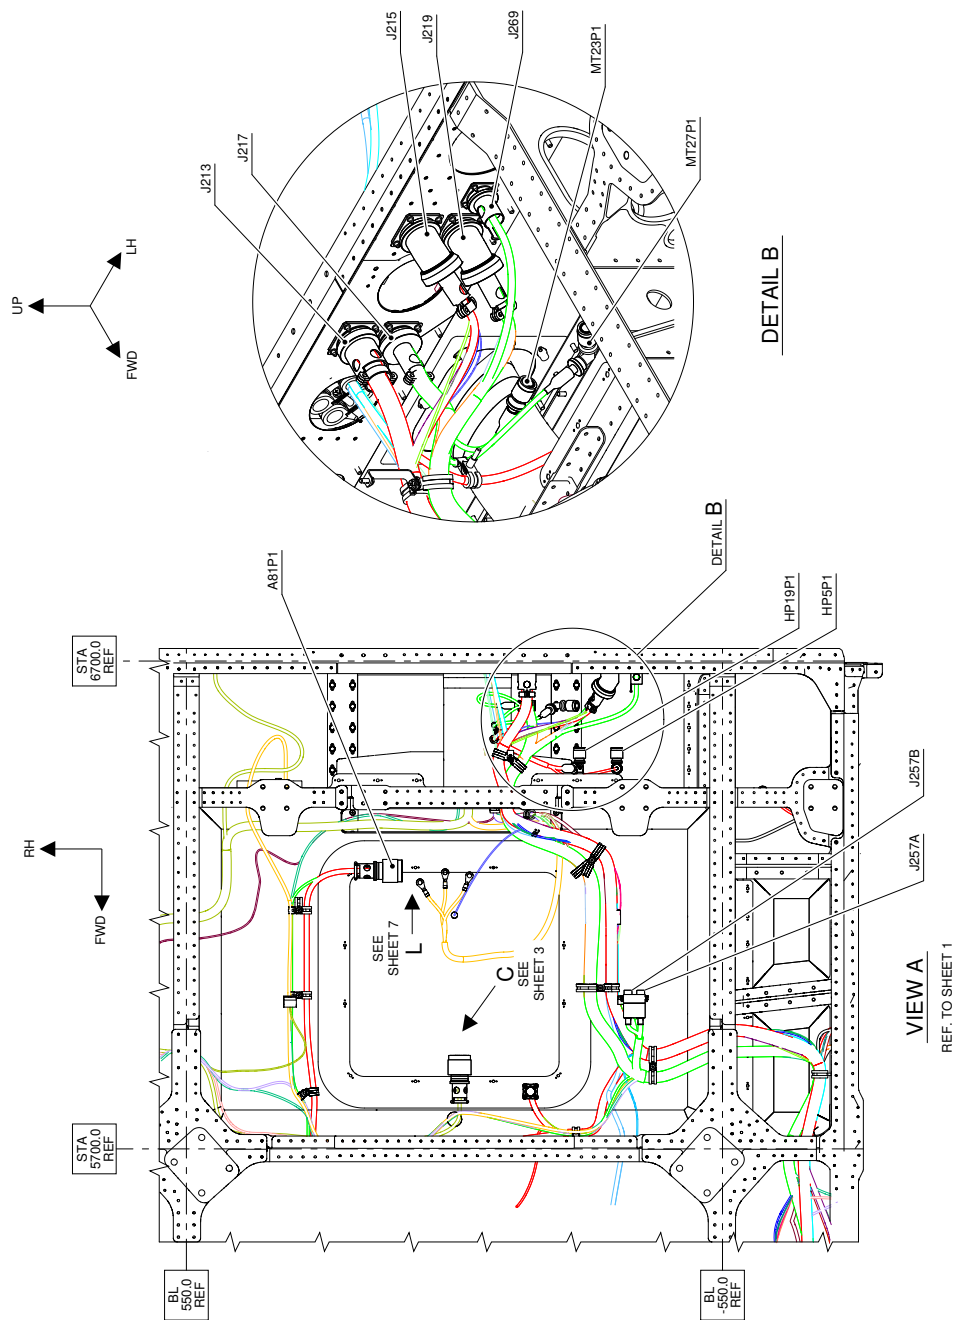 UP
LH
FWD
J213
J217
J215
J219
J269
MT23P1
MT27P1
DETAIL B
RH
FWD
STA
6700.0
REF
STA
5700.0
REF
A81P1
DETAIL B
HP19P1
HP5P1
J257B
J257A
SEE
SHEET 7
L
C
SEE
SHEET 3
BL
550.0
REF
BL
-550.0
REF
VIEW A
REF. TO SHEET 1